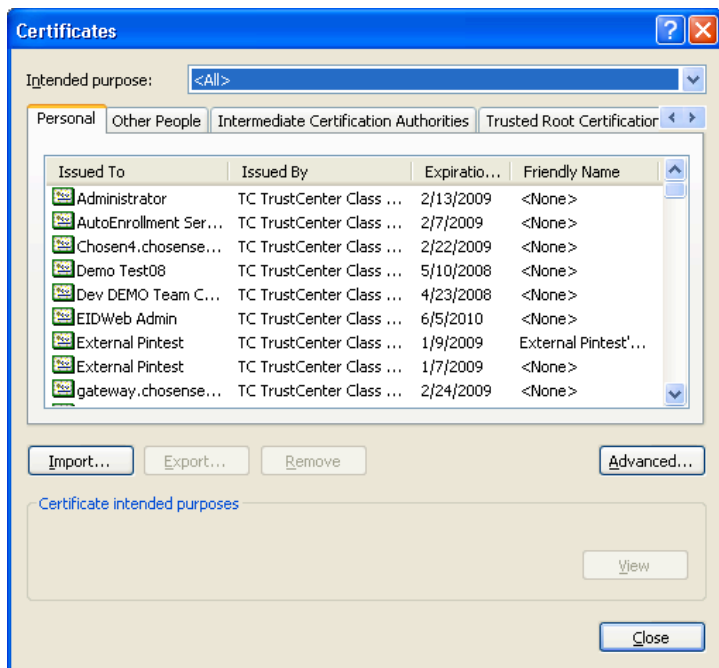 Certificates
Intended purpose: <All>
Personal Other People Intermediate Certification Authorities Trusted Root Certification
Issued To Issued By Expiratio... Friendly Name
Administrator TC TrustCenter Class ... 2/13/2009 <None>
AutoEnrollment Ser... TC TrustCenter Class ... 2/7/2009 <None>
Chosen4.chosense... TC TrustCenter Class ... 2/22/2009 <None>
Demo Test08 TC TrustCenter Class ... 5/10/2008 <None>
Dev DEMO Team C... TC TrustCenter Class ... 4/23/2008 <None>
EIDWeb Admin TC TrustCenter Class ... 6/5/2010 <None>
External Pintest TC TrustCenter Class ... 1/9/2009 External Pintest'...
External Pintest TC TrustCenter Class ... 1/7/2009 <None>
gateway.chosense... TC TrustCenter Class ... 2/24/2009 <None>
Import... Export... Remove Advanced...
Certificate intended purposes
View
Close